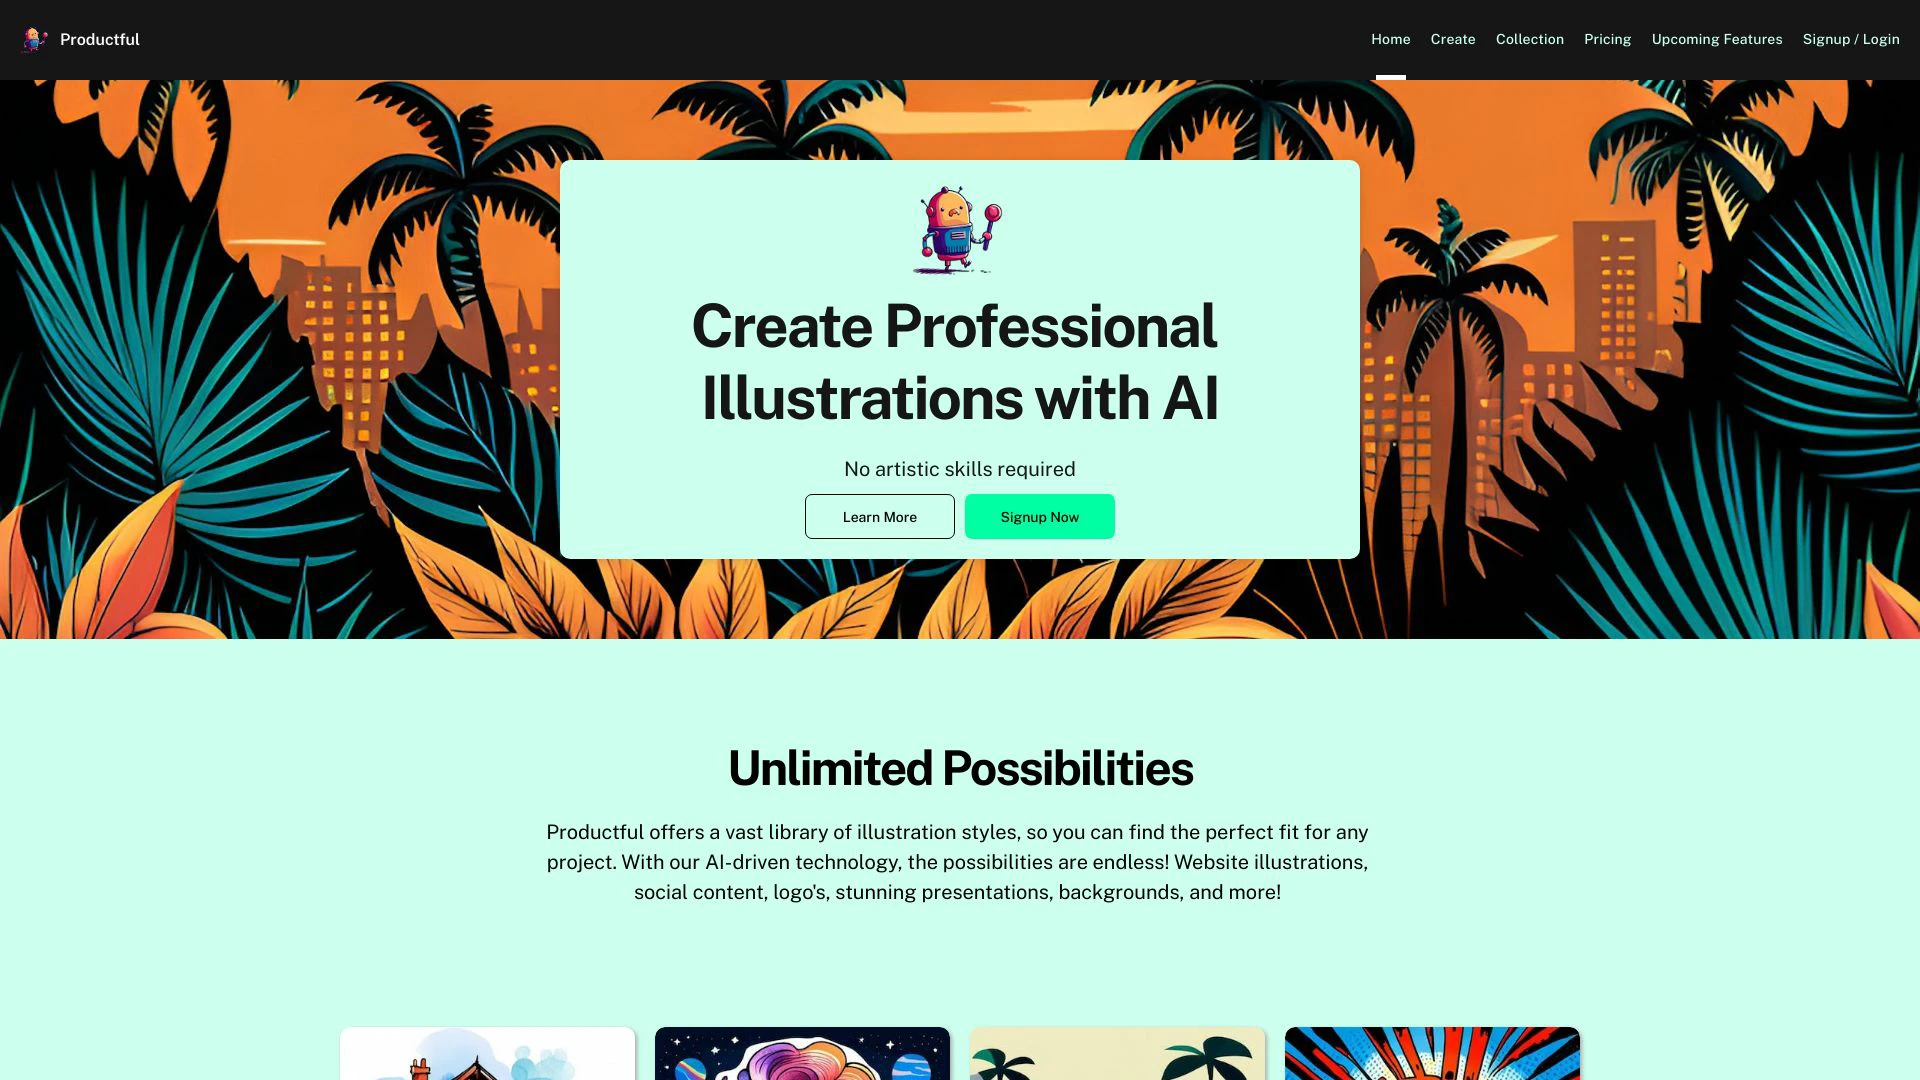 Productful
Home Create Collection Pricing Upcoming Features Signup / Login
Create Professional
Illustrations with AI
No artistic skills required
Learn More Signup Now
Unlimited Possibilities
Productful offers a vast library of illustration styles, so you can find the perfect fit for any
project. With our AI-driven technology, the possibilities are endless! Website illustrations,
social content, logo's, stunning presentations, backgrounds, and more!